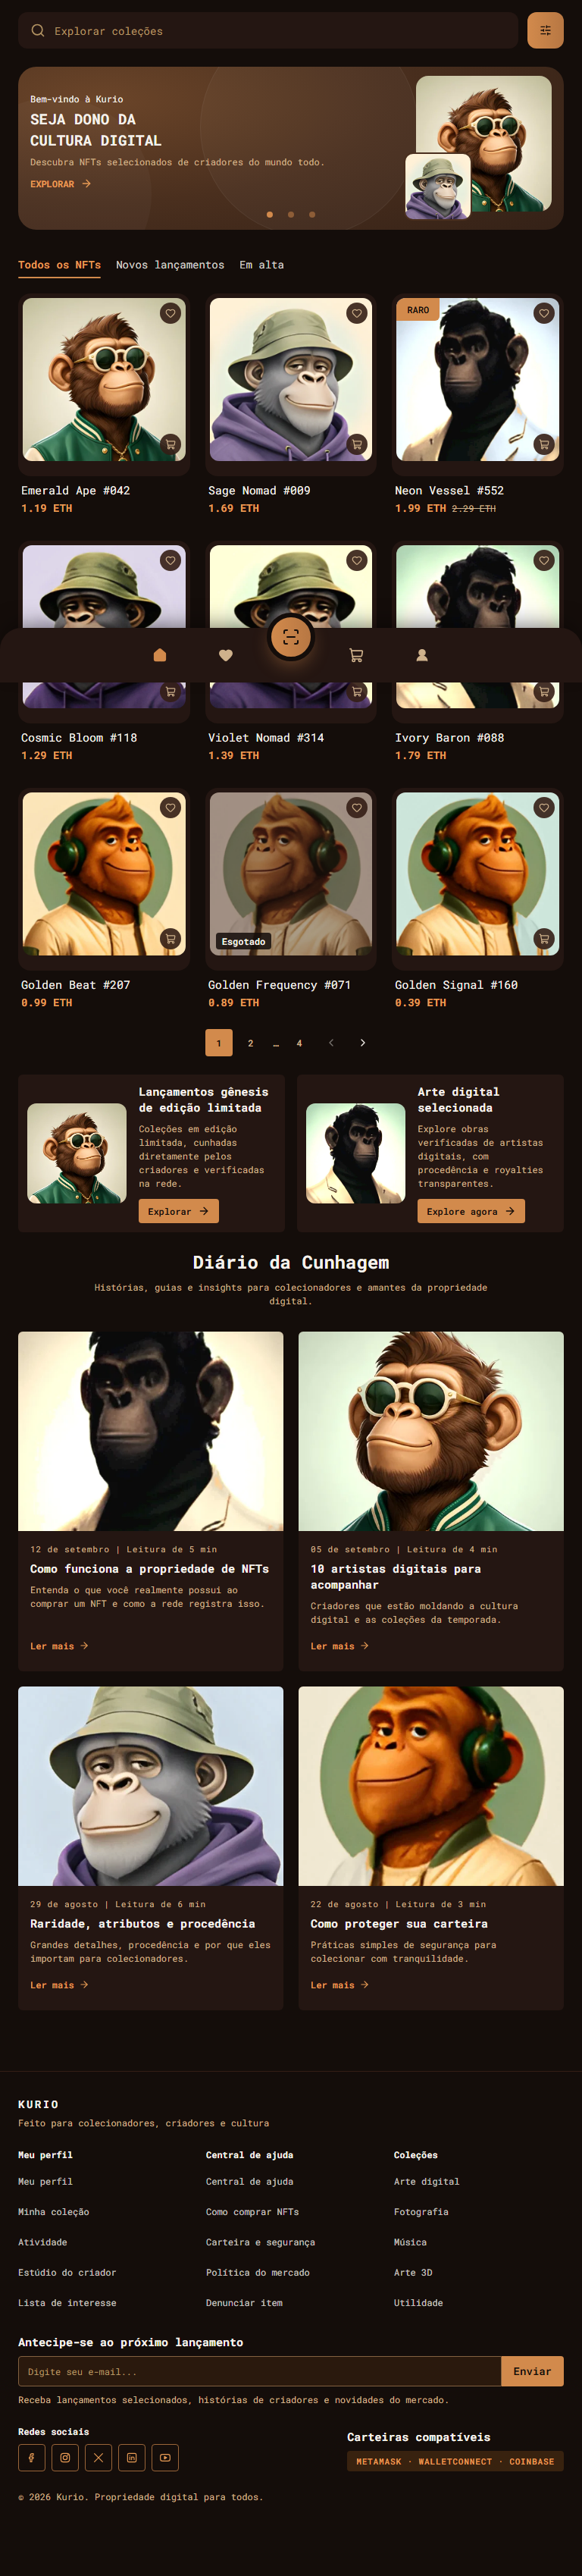 Explorar coleções
Bem-vindo à Kurio
SEJA DONO DA
CULTURA DIGITAL
Descubra NFTs selecionados de criadores do mundo todo.
EXPLORAR
Todos os NFTs
Novos lançamentos
Em alta
RARO
Emerald Ape #042
1.19 ETH
Sage Nomad #009
1.69 ETH
Neon Vessel #552
1.99 ETH 2.29 ETH
Cosmic Bloom #118
1.29 ETH
Violet Nomad #314
1.39 ETH
Ivory Baron #088
1.79 ETH
Esgotado
Golden Beat #207
0.99 ETH
Golden Frequency #071
0.89 ETH
Golden Signal #160
0.39 ETH
1 2 … 4
Lançamentos gênesis
de edição limitada
Coleções em edição
limitada, cunhadas
diretamente pelos
criadores e verificadas
na rede.
Explorar
Arte digital
selecionada
Explore obras
verificadas de artistas
digitais, com
procedência e royalties
transparentes.
Explore agora
Diário da Cunhagem
Histórias, guias e insights para colecionadores e amantes da propriedade
digital.
12 de setembro | Leitura de 5 min
Como funciona a propriedade de NFTs
Entenda o que você realmente possui ao
comprar um NFT e como a rede registra isso.
Ler mais
05 de setembro | Leitura de 4 min
10 artistas digitais para
acompanhar
Criadores que estão moldando a cultura
digital e as coleções da temporada.
Ler mais
29 de agosto | Leitura de 6 min
Raridade, atributos e procedência
Grandes detalhes, procedência e por que eles
importam para colecionadores.
Ler mais
22 de agosto | Leitura de 3 min
Como proteger sua carteira
Práticas simples de segurança para
colecionar com tranquilidade.
Ler mais
KURIO
Feito para colecionadores, criadores e cultura
Meu perfil
Meu perfil
Minha coleção
Atividade
Estúdio do criador
Lista de interesse
Central de ajuda
Central de ajuda
Como comprar NFTs
Carteira e segurança
Política do mercado
Denunciar item
Coleções
Arte digital
Fotografia
Música
Arte 3D
Utilidade
Antecipe-se ao próximo lançamento
Digite seu e-mail...
Enviar
Receba lançamentos selecionados, histórias de criadores e novidades do mercado.
Redes sociais
Carteiras compatíveis
METAMASK · WALLETCONNECT · COINBASE
© 2026 Kurio. Propriedade digital para todos.